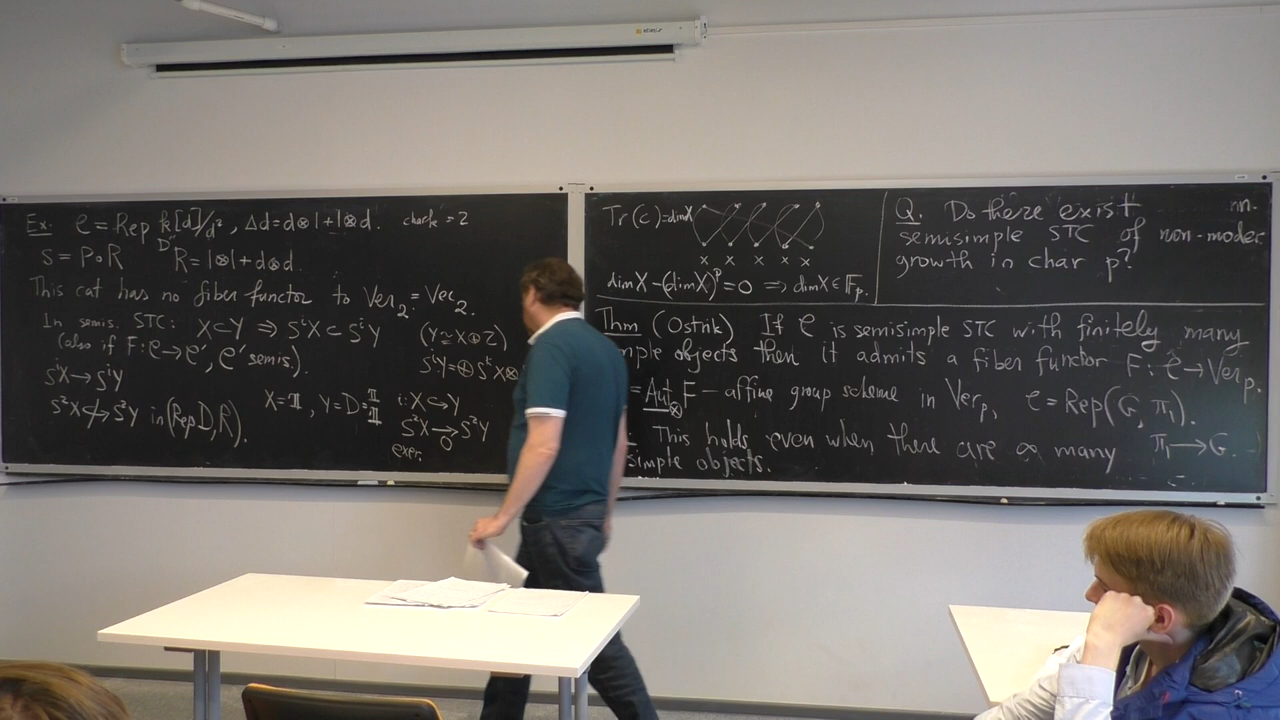 Ex. C = Rep k[d]/d², Δd = d⊗1+1⊗d. char k = 2
D
S = P∘R R = 1⊗1+d⊗d.
This cat has no fiber functor to Ver₂ = Vec₂.
In semis. STC: X⊂Y ⇒ SⁱX ⊂ SⁱY (Y≅X⊕Z)
(also if F: C→C', C' semis.). SⁱY=⊕SᵏX⊗
SⁱX → SⁱY
S²X ↛ S²Y in (Rep D, R). X=𝟙, Y=D= 𝟙 𝟙 i: X↪Y
S²X → S²Y
0
exer.
Tr(c)=dim X
x x x x x
dim X − (dim X)ᵖ = 0 ⇒ dim X ∈ Fₚ.
Q. Do there exist nn.
semisimple STC of non-moder
growth in char p?
Thm (Ostrik) If C is semisimple STC with finitely many
mple objects then it admits a fiber functor F: C→Verₚ.
= Aut⊗F – affine group scheme in Verₚ, C=Rep(G, π₁).
This holds even when there are ∞ many π₁→G.
simple objects.